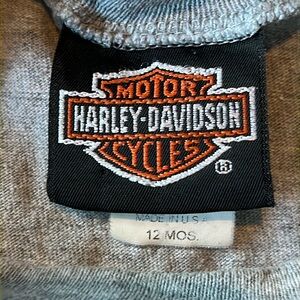 MOTOR
HARLEY-DAVIDSON
CYCLES
®
MADE IN U.S.A.
12 MOS.